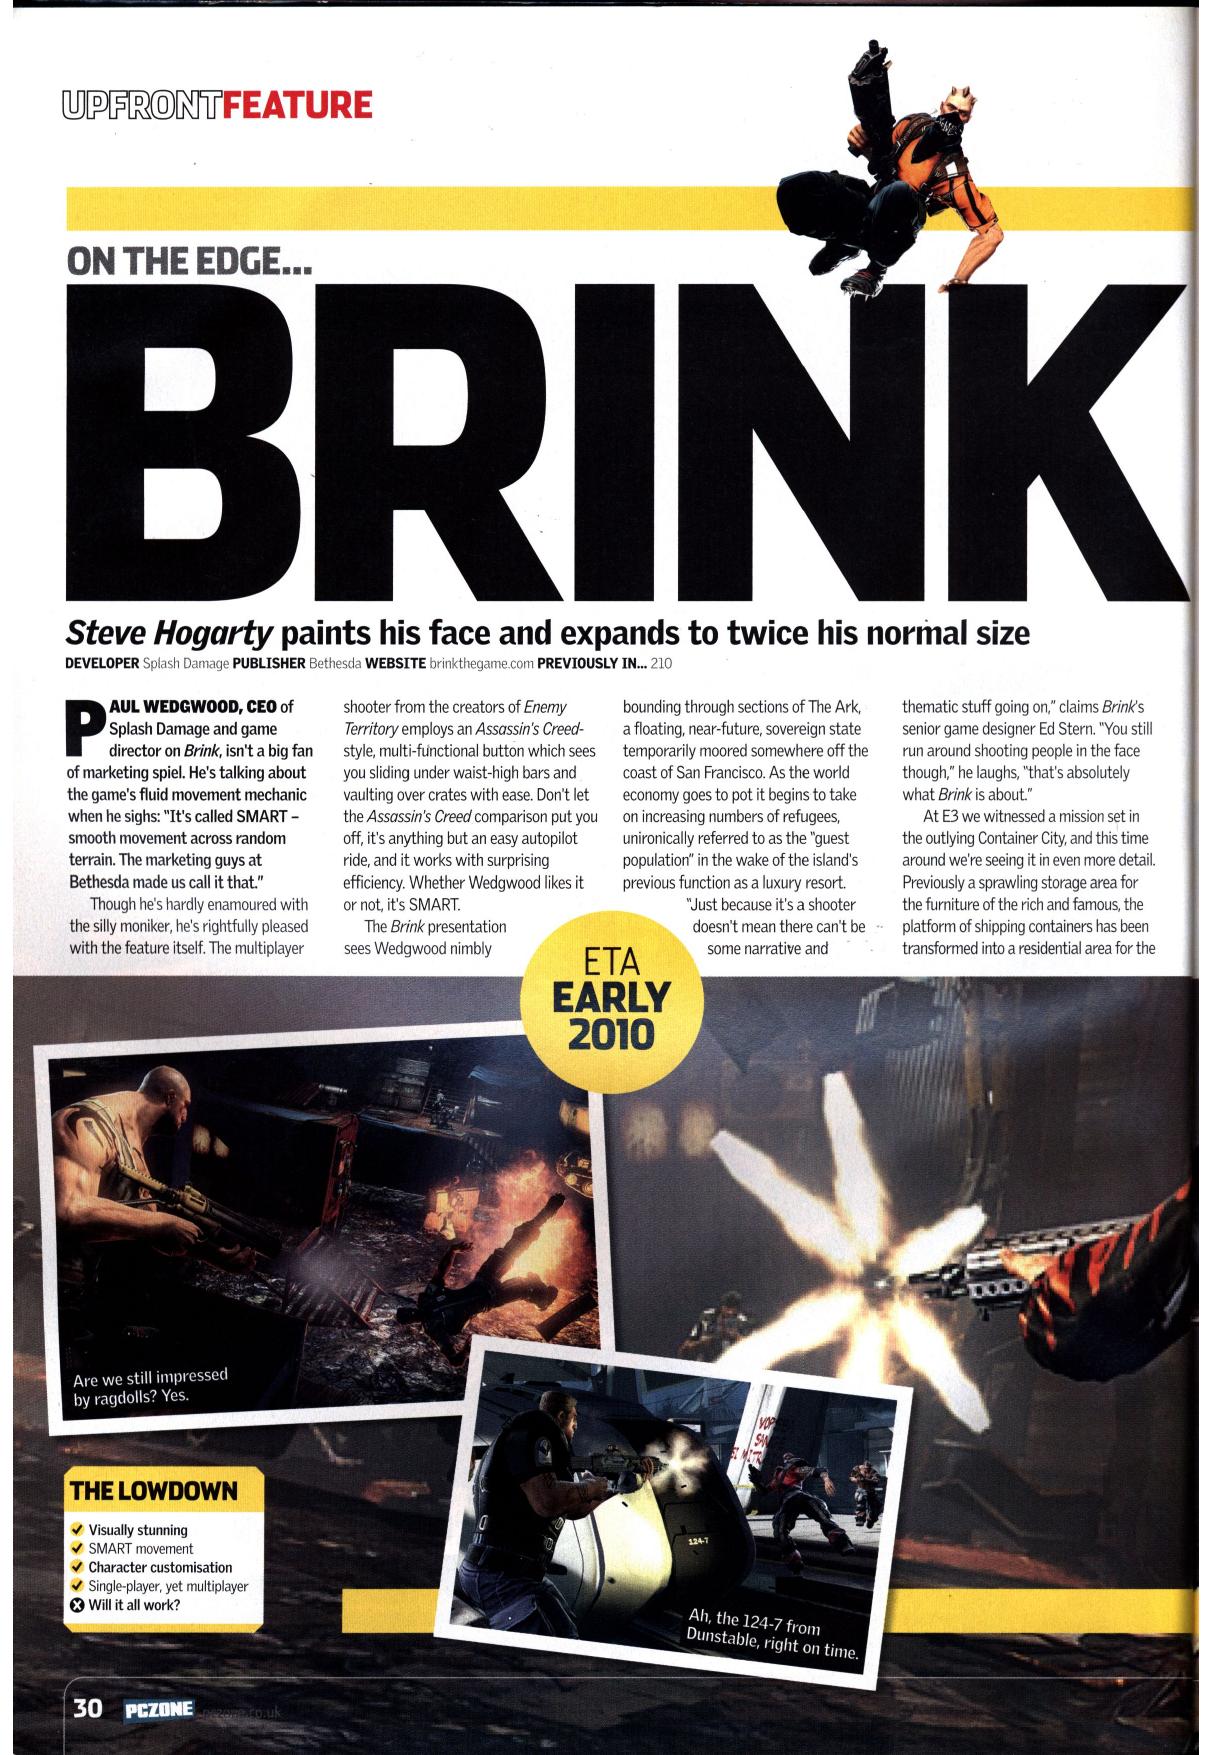 UPFRONTFEATURE
ON THE EDGE...
BRINK
Steve Hogarty paints his face and expands to twice his normal size
DEVELOPER Splash Damage PUBLISHER Bethesda WEBSITE brinkthegame.com PREVIOUSLY IN... 210
PAUL WEDGWOOD, CEO of
Splash Damage and game
director on Brink, isn't a big fan
of marketing spiel. He's talking about
the game's fluid movement mechanic
when he sighs: "It's called SMART –
smooth movement across random
terrain. The marketing guys at
Bethesda made us call it that."
Though he's hardly enamoured with
the silly moniker, he's rightfully pleased
with the feature itself. The multiplayer
shooter from the creators of Enemy
Territory employs an Assassin's Creed-
style, multi-functional button which sees
you sliding under waist-high bars and
vaulting over crates with ease. Don't let
the Assassin's Creed comparison put you
off, it's anything but an easy autopilot
ride, and it works with surprising
efficiency. Whether Wedgwood likes it
or not, it's SMART.
The Brink presentation
sees Wedgwood nimbly
bounding through sections of The Ark,
a floating, near-future, sovereign state
temporarily moored somewhere off the
coast of San Francisco. As the world
economy goes to pot it begins to take
on increasing numbers of refugees,
unironically referred to as the "guest
population" in the wake of the island's
previous function as a luxury resort.
"Just because it's a shooter
doesn't mean there can't be
some narrative and
thematic stuff going on," claims Brink's
senior game designer Ed Stern. "You still
run around shooting people in the face
though," he laughs, "that's absolutely
what Brink is about."
At E3 we witnessed a mission set in
the outlying Container City, and this time
around we're seeing it in even more detail.
Previously a sprawling storage area for
the furniture of the rich and famous, the
platform of shipping containers has been
transformed into a residential area for the
ETA
EARLY
2010
Are we still impressed
by ragdolls? Yes.
124-7
Ah, the 124-7 from
Dunstable, right on time.
THE LOWDOWN
Visually stunning
SMART movement
Character customisation
Single-player, yet multiplayer
Will it all work?
30 PCZONE pczone.co.uk